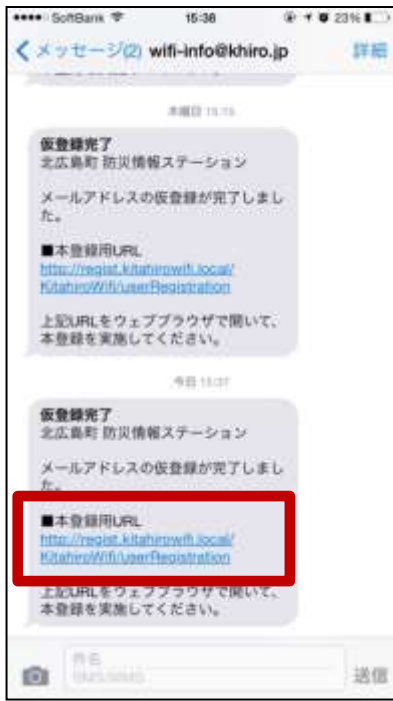 SoftBank 15:36 23%
メッセージ(2) wifi-info@khiro.jp 詳細
木曜日 15:15
仮登録完了
北広島町 防災情報ステーション
メールアドレスの仮登録が完了しまし
た。
■本登録用URL
http://regist.kitahirowifi.local/
KitahiroWifi/userRegistration
上記URLをウェブブラウザで開いて、
本登録を実施してください。
今日 15:37
仮登録完了
北広島町 防災情報ステーション
メールアドレスの仮登録が完了しまし
た。
■本登録用URL
http://regist.kitahirowifi.local/
KitahiroWifi/userRegistration
上記URLをウェブブラウザで開いて、
本登録を実施してください。
件名
SMS/MMS
送信